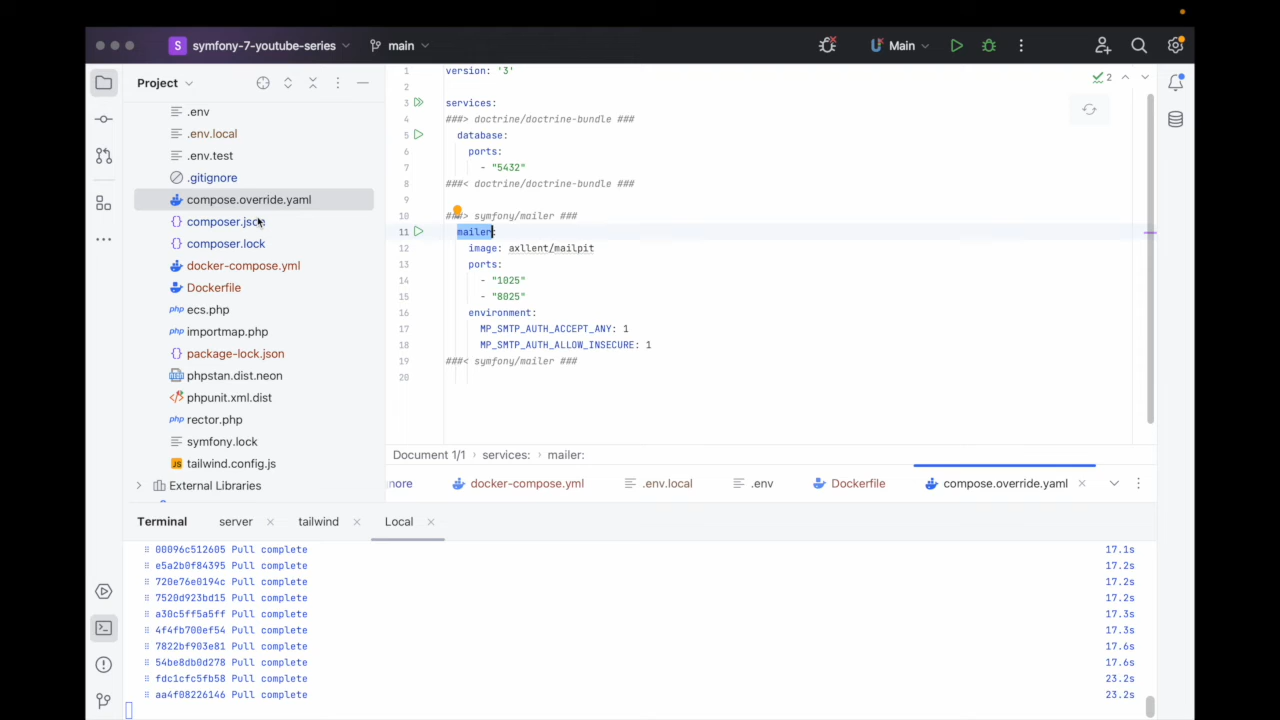 S symfony-7-youtube-series main Main
Project
.env
.env.local
.env.test
.gitignore
compose.override.yaml
composer.json
composer.lock
docker-compose.yml
Dockerfile
php ecs.php
php importmap.php
package-lock.json
phpstan.dist.neon
phpunit.xml.dist
php rector.php
symfony.lock
JS tailwind.config.js
External Libraries
2
1 version: '3'
2
3 services:
4 ###> doctrine/doctrine-bundle ###
5 database:
6 ports:
7 - "5432"
8 ###< doctrine/doctrine-bundle ###
9
10 ###> symfony/mailer ###
11 mailer:
12 image: axllent/mailpit
13 ports:
14 - "1025"
15 - "8025"
16 environment:
17 MP_SMTP_AUTH_ACCEPT_ANY: 1
18 MP_SMTP_AUTH_ALLOW_INSECURE: 1
19 ###< symfony/mailer ###
20
Document 1/1 › services: › mailer:
nore docker-compose.yml .env.local .env Dockerfile compose.override.yaml
Terminal server tailwind Local
00096c512605 Pull complete 17.1s
e5a2b0f84395 Pull complete 17.2s
720e76e0194c Pull complete 17.2s
7520d923bd15 Pull complete 17.2s
a30c5ff5a5ff Pull complete 17.3s
4f4fb700ef54 Pull complete 17.3s
7822bf903e81 Pull complete 17.6s
54be8db0d278 Pull complete 17.6s
fdc1cfc5fb58 Pull complete 23.2s
aa4f08226146 Pull complete 23.2s